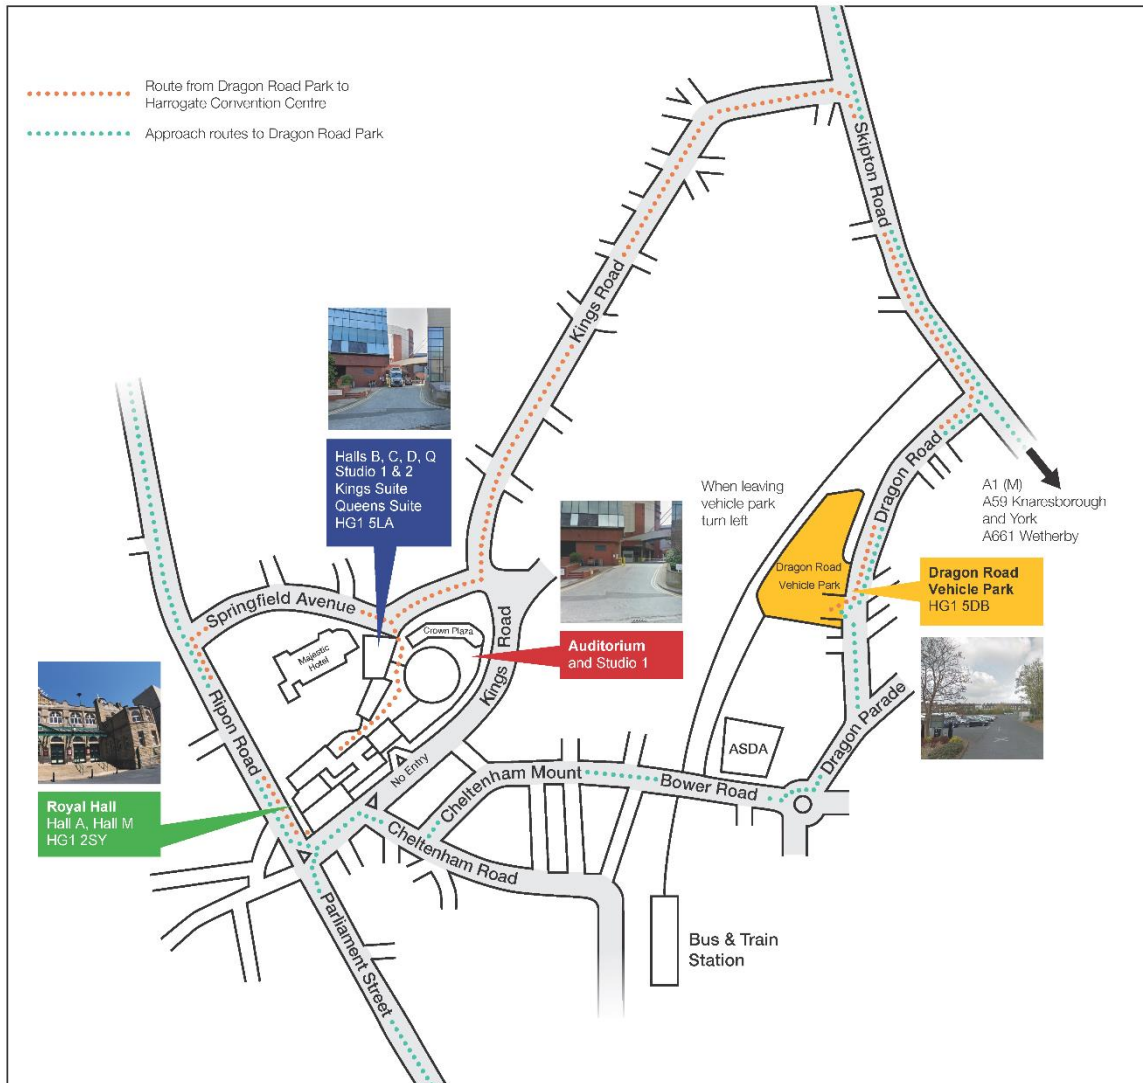 Route from Dragon Road Park to
Harrogate Convention Centre
Approach routes to Dragon Road Park
Skipton Road
Kings Road
Halls B, C, D, Q
Studio 1 & 2
Kings Suite
Queens Suite
HG1 5LA
When leaving
vehicle park
turn left
Dragon Road
A1 (M)
A59 Knaresborough
and York
A661 Wetherby
Dragon Road
Vehicle Park
Dragon Road
Vehicle Park
HG1 5DB
Springfield Avenue
Crown Plaza
Majestic
Hotel
Kings Road
Auditorium
and Studio 1
Ripon Road
No Entry
Royal Hall
Hall A, Hall M
HG1 2SY
Cheltenham Mount
Bower Road
ASDA
Dragon Parade
Cheltenham Road
Parliament Street
Bus & Train
Station